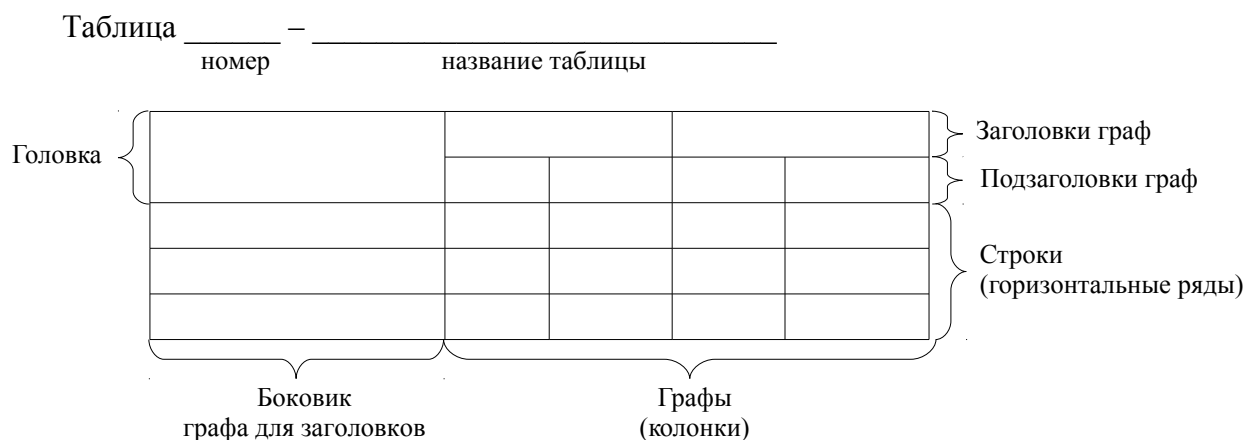 Таблица ______ – ____________________________
номер название таблицы
Головка
Заголовки граф
Подзаголовки граф
Строки
(горизонтальные ряды)
Боковик
графа для заголовков
Графы
(колонки)